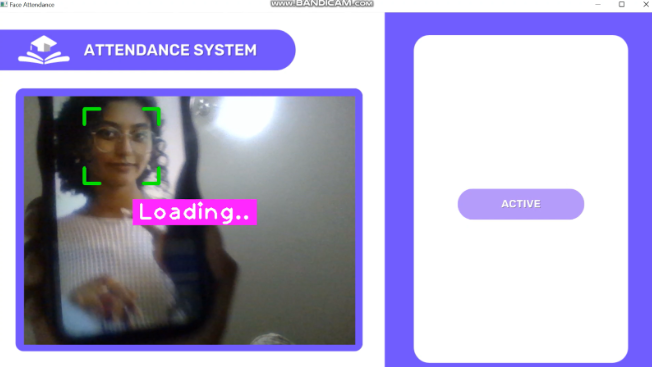 Face Attendance
www.BANDICAM.com
ATTENDANCE SYSTEM
Loading..
ACTIVE